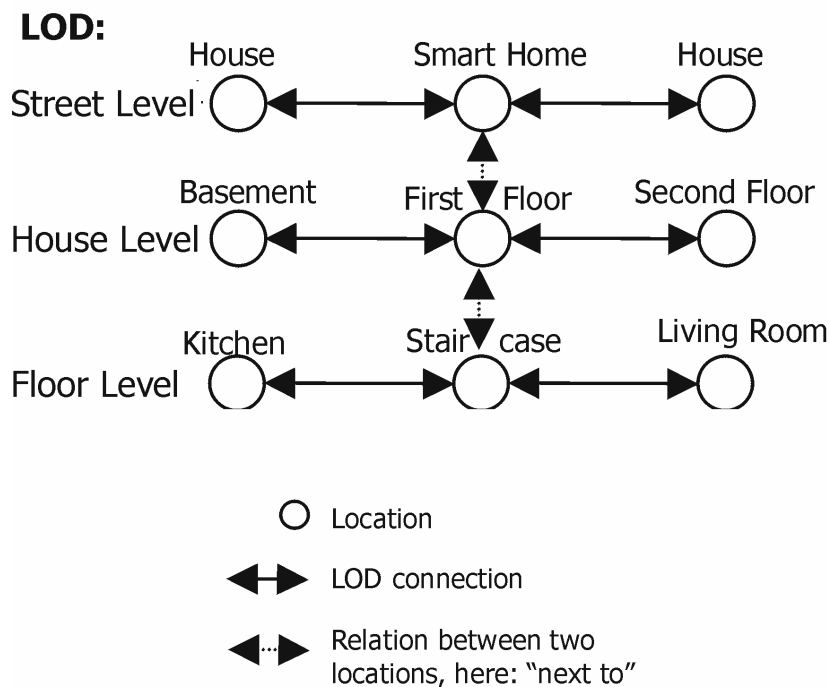 LOD:
House Smart Home House
Street Level
Basement First Floor Second Floor
House Level
Kitchen Stair case Living Room
Floor Level
Location
LOD connection
Relation between two
locations, here: “next to”